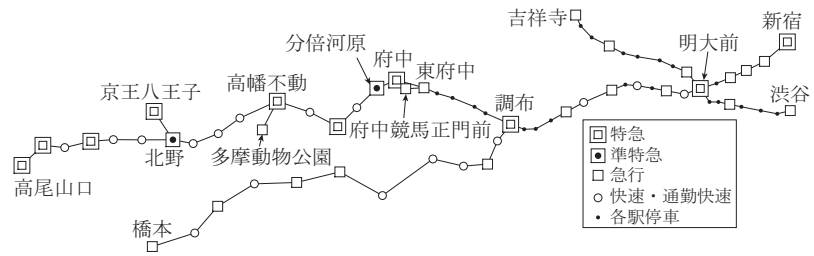 吉祥寺
新宿
明大前
渋谷
分倍河原
府中
東府中
高幡不動
京王八王子
調布
府中競馬正門前
多摩動物公園
北野
高尾山口
橋本
特急
準特急
急行
快速・通勤快速
各駅停車